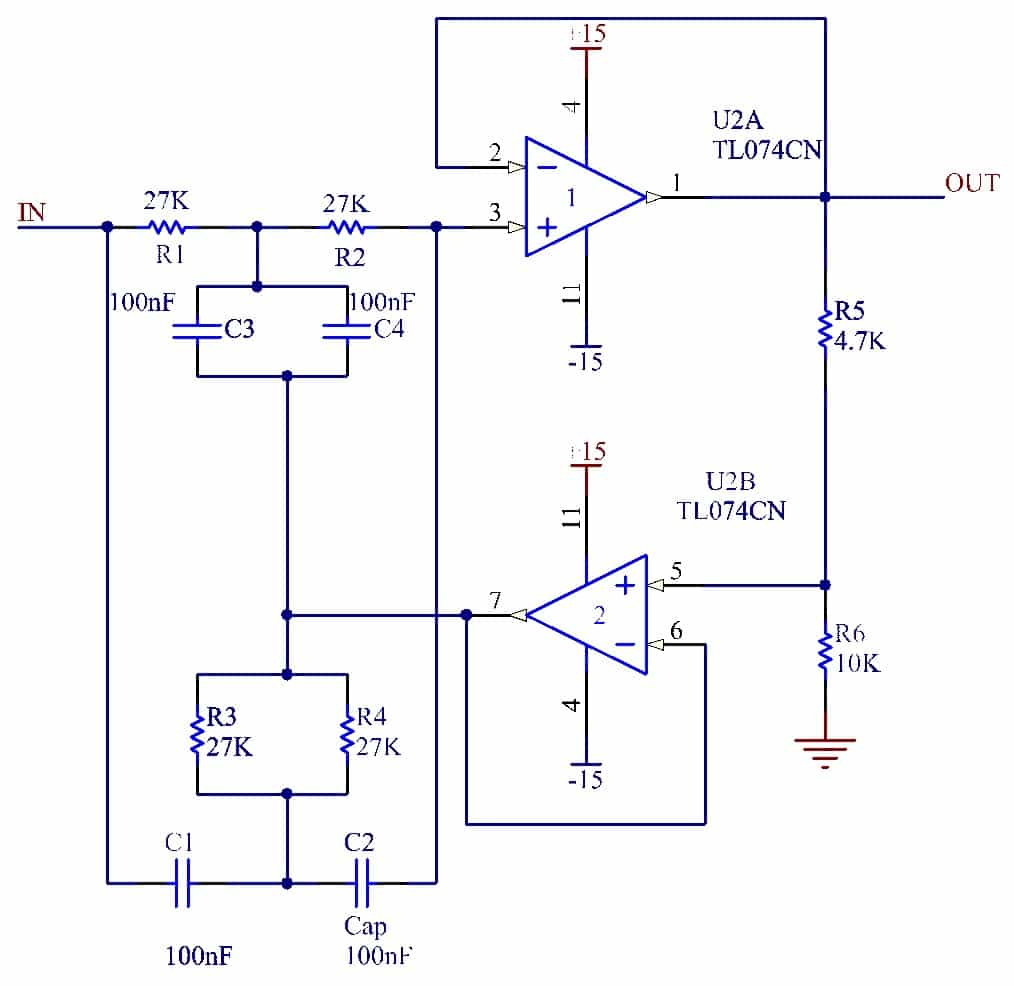 +15
4
U2A
TL074CN
2
1
1
OUT
IN
27K
27K
3
R1
R2
11
100nF
100nF
C3
C4
R5
4.7K
-15
+15
U2B
TL074CN
11
5
7
2
6
R6
10K
4
R3
27K
R4
27K
-15
C1
C2
Cap
100nF
100nF